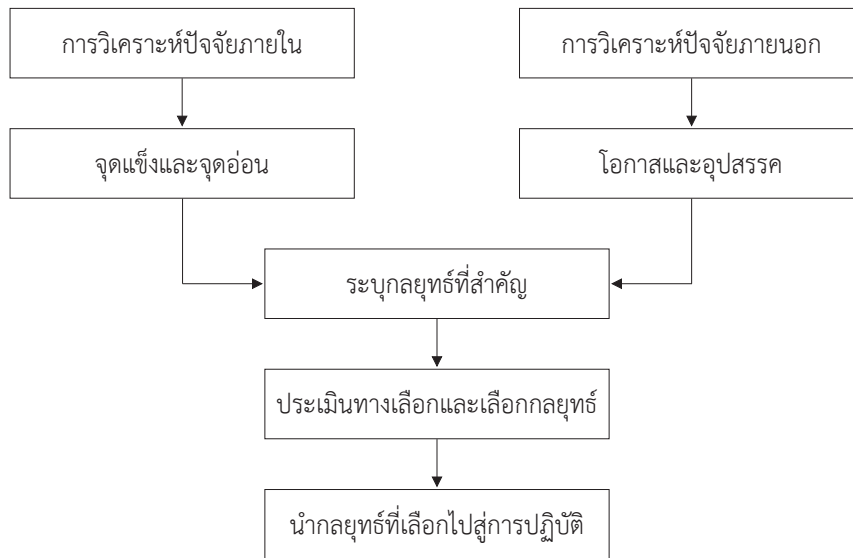 การวิเคราะห์ปัจจัยภายใน
การวิเคราะห์ปัจจัยภายนอก
จุดแข็งและจุดอ่อน
โอกาสและอุปสรรค
ระบุกลยุทธ์ที่สำคัญ
ประเมินทางเลือกและเลือกกลยุทธ์
นำกลยุทธ์ที่เลือกไปสู่การปฏิบัติ